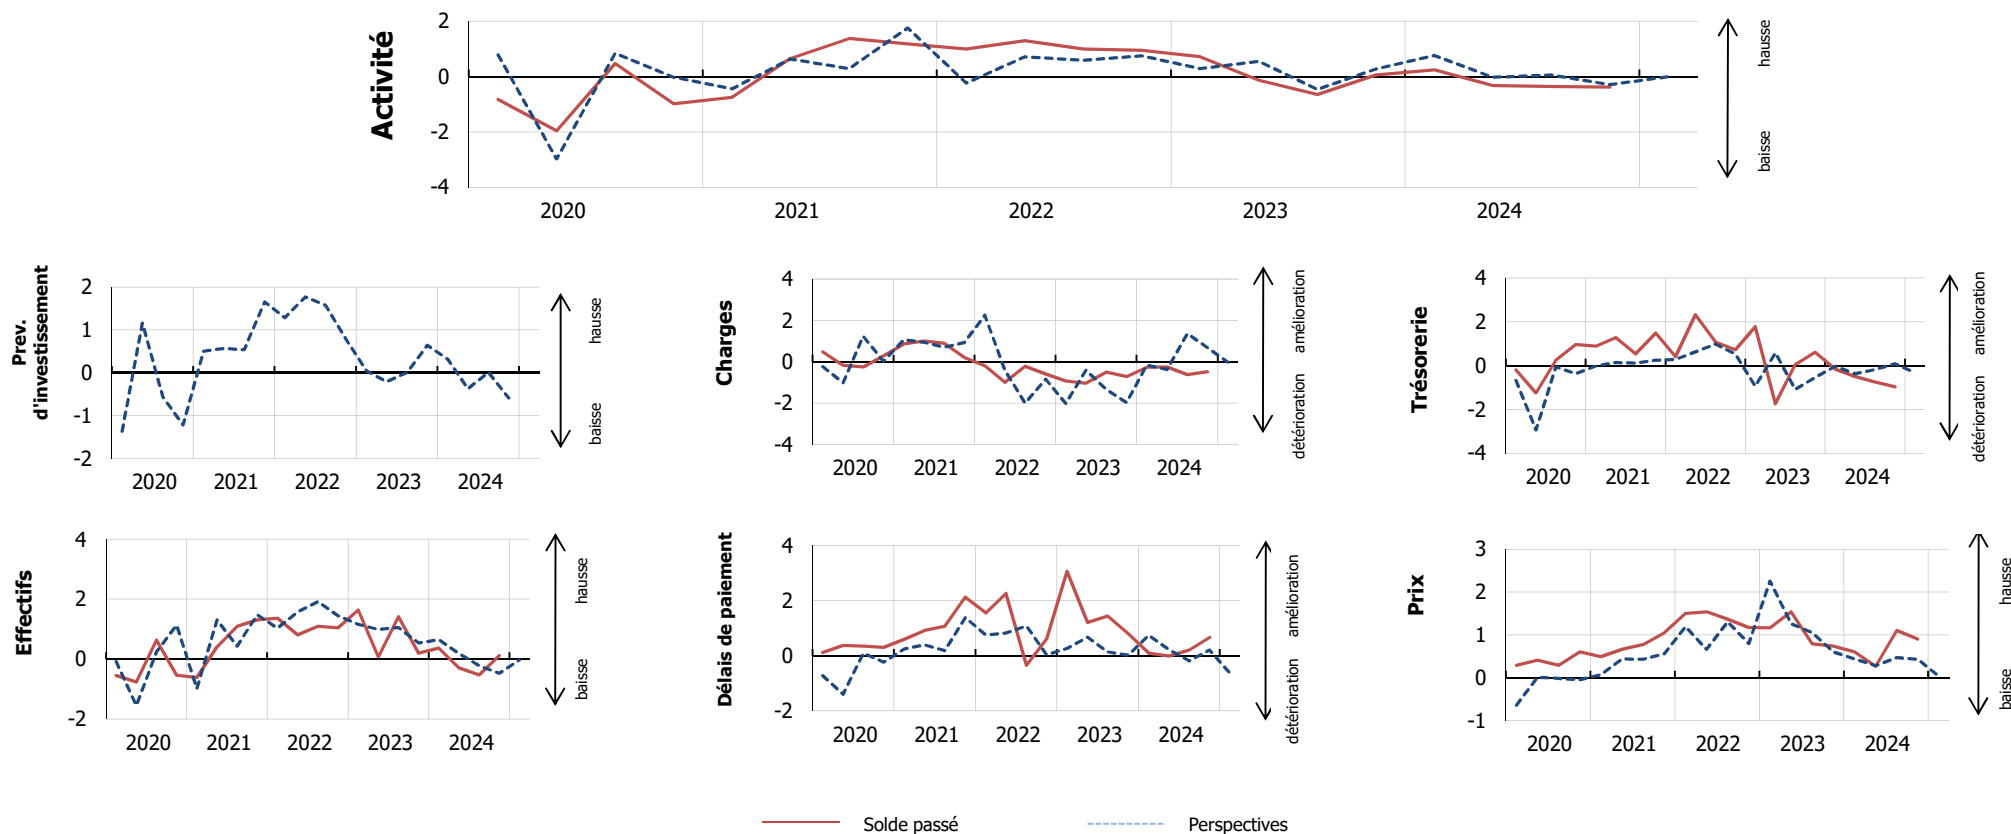 Activité
2
0
-2
-4
2020 2021 2022 2023 2024
hausse
baisse
Prev.
d'investissement
2
1
0
-1
-2
2020 2021 2022 2023 2024
hausse
baisse
Charges
4
2
0
-2
-4
2020 2021 2022 2023 2024
amélioration
détérioration
Trésorerie
4
2
0
-2
-4
2020 2021 2022 2023 2024
amélioration
détérioration
Effectifs
4
2
0
-2
2020 2021 2022 2023 2024
hausse
baisse
Délais de paiement
4
2
0
-2
2020 2021 2022 2023 2024
amélioration
détérioration
Prix
3
2
1
0
-1
2020 2021 2022 2023 2024
hausse
baisse
Solde passé Perspectives